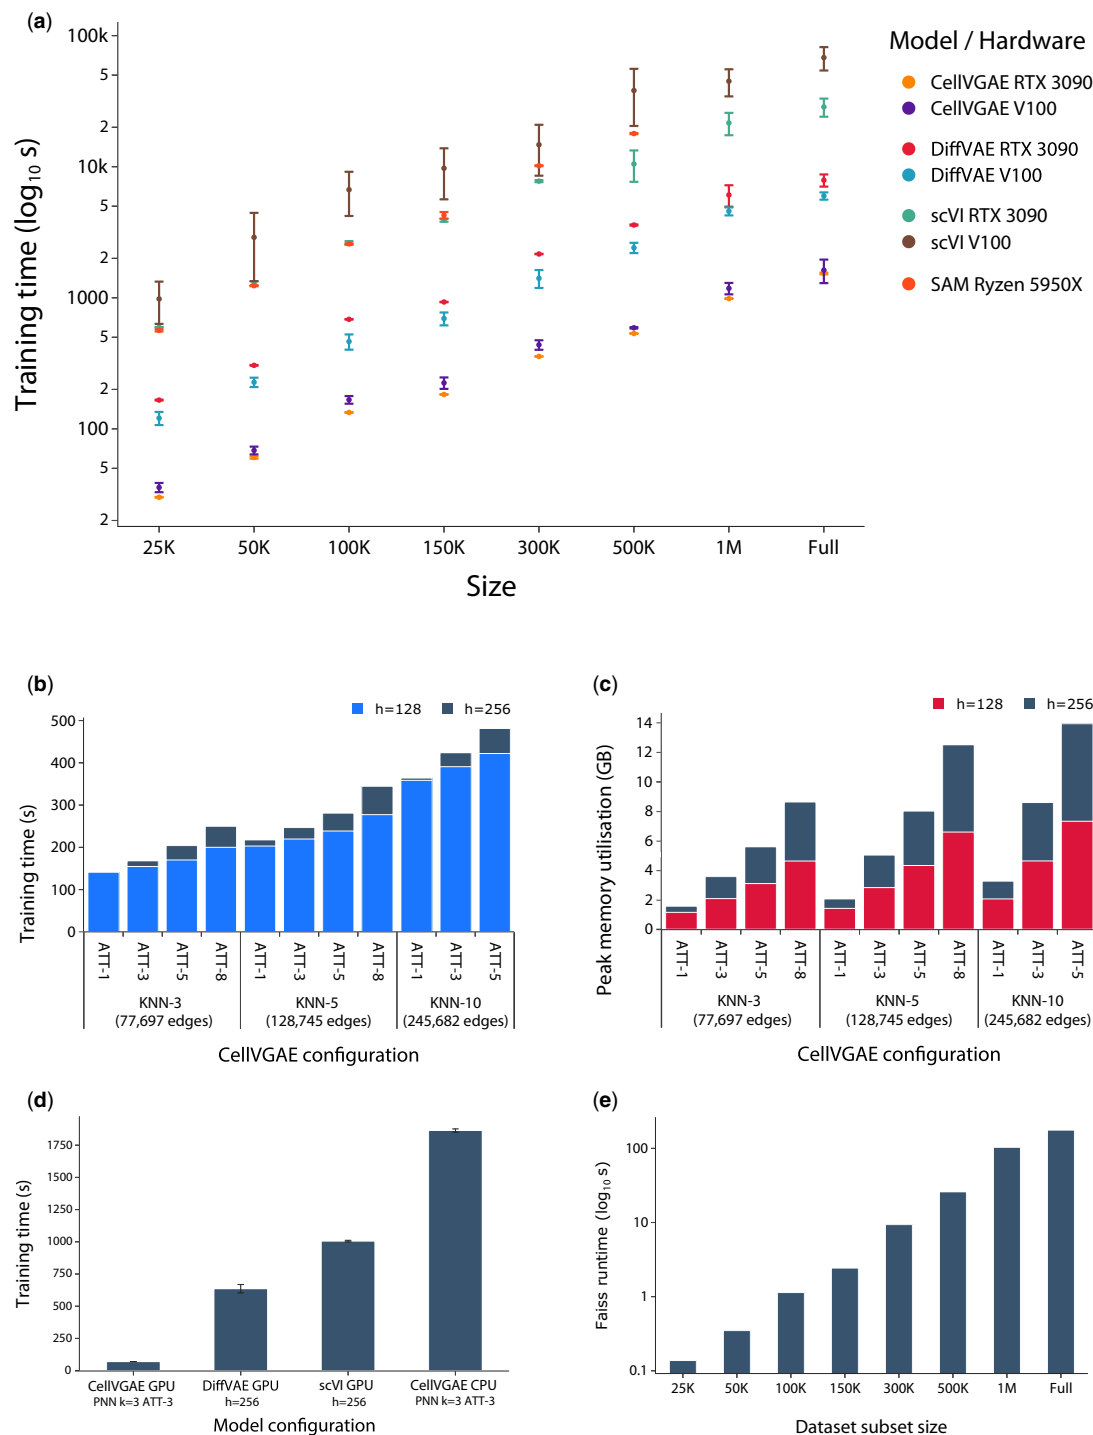 (a)
100k
5
2
10k
5
2
1000
5
2
100
5
2
Training time (log10 s)
25K 50K 100K 150K 300K 500K 1M Full
Size
Model / Hardware
CellVGAE RTX 3090
CellVGAE V100
DiffVAE RTX 3090
DiffVAE V100
scVI RTX 3090
scVI V100
SAM Ryzen 5950X
(b)
h=128 h=256
500
400
300
200
100
0
Training time (s)
ATT-1 ATT-3 ATT-5 ATT-8 ATT-1 ATT-3 ATT-5 ATT-8 ATT-1 ATT-3 ATT-5
KNN-3 KNN-5 KNN-10
(77,697 edges) (128,745 edges) (245,682 edges)
CellVGAE configuration
(c)
h=128 h=256
14
12
10
8
6
4
2
0
Peak memory utilisation (GB)
ATT-1 ATT-3 ATT-5 ATT-8 ATT-1 ATT-3 ATT-5 ATT-8 ATT-1 ATT-3 ATT-5
KNN-3 KNN-5 KNN-10
(77,697 edges) (128,745 edges) (245,682 edges)
CellVGAE configuration
(d)
1750
1500
1250
1000
750
500
250
0
Training time (s)
CellVGAE GPU DiffVAE GPU scVI GPU CellVGAE CPU
PNN k=3 ATT-3 h=256 h=256 PNN k=3 ATT-3
Model configuration
(e)
100
10
1
0.1
Faiss runtime (log10 s)
25K 50K 100K 150K 300K 500K 1M Full
Dataset subset size